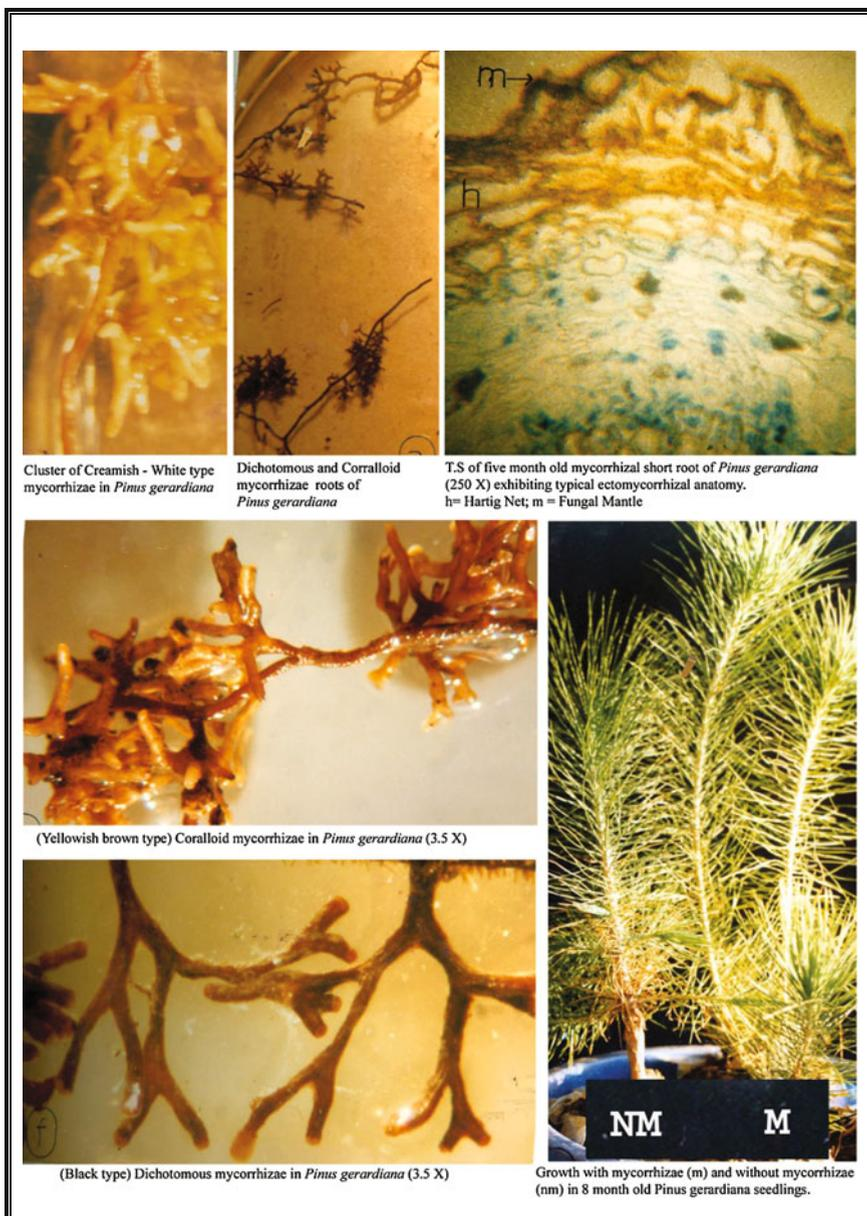 m→
h
Cluster of Creamish - White type
mycorrhizae in Pinus gerardiana
Dichotomous and Corralloid
mycorrhizae roots of
Pinus gerardiana
T.S of five month old mycorrhizal short root of Pinus gerardiana
(250 X) exhibiting typical ectomycorrhizal anatomy.
h= Hartig Net; m = Fungal Mantle
(Yellowish brown type) Coralloid mycorrhizae in Pinus gerardiana (3.5 X)
f
(Black type) Dichotomous mycorrhizae in Pinus gerardiana (3.5 X)
NM M
Growth with mycorrhizae (m) and without mycorrhizae
(nm) in 8 month old Pinus gerardiana seedlings.